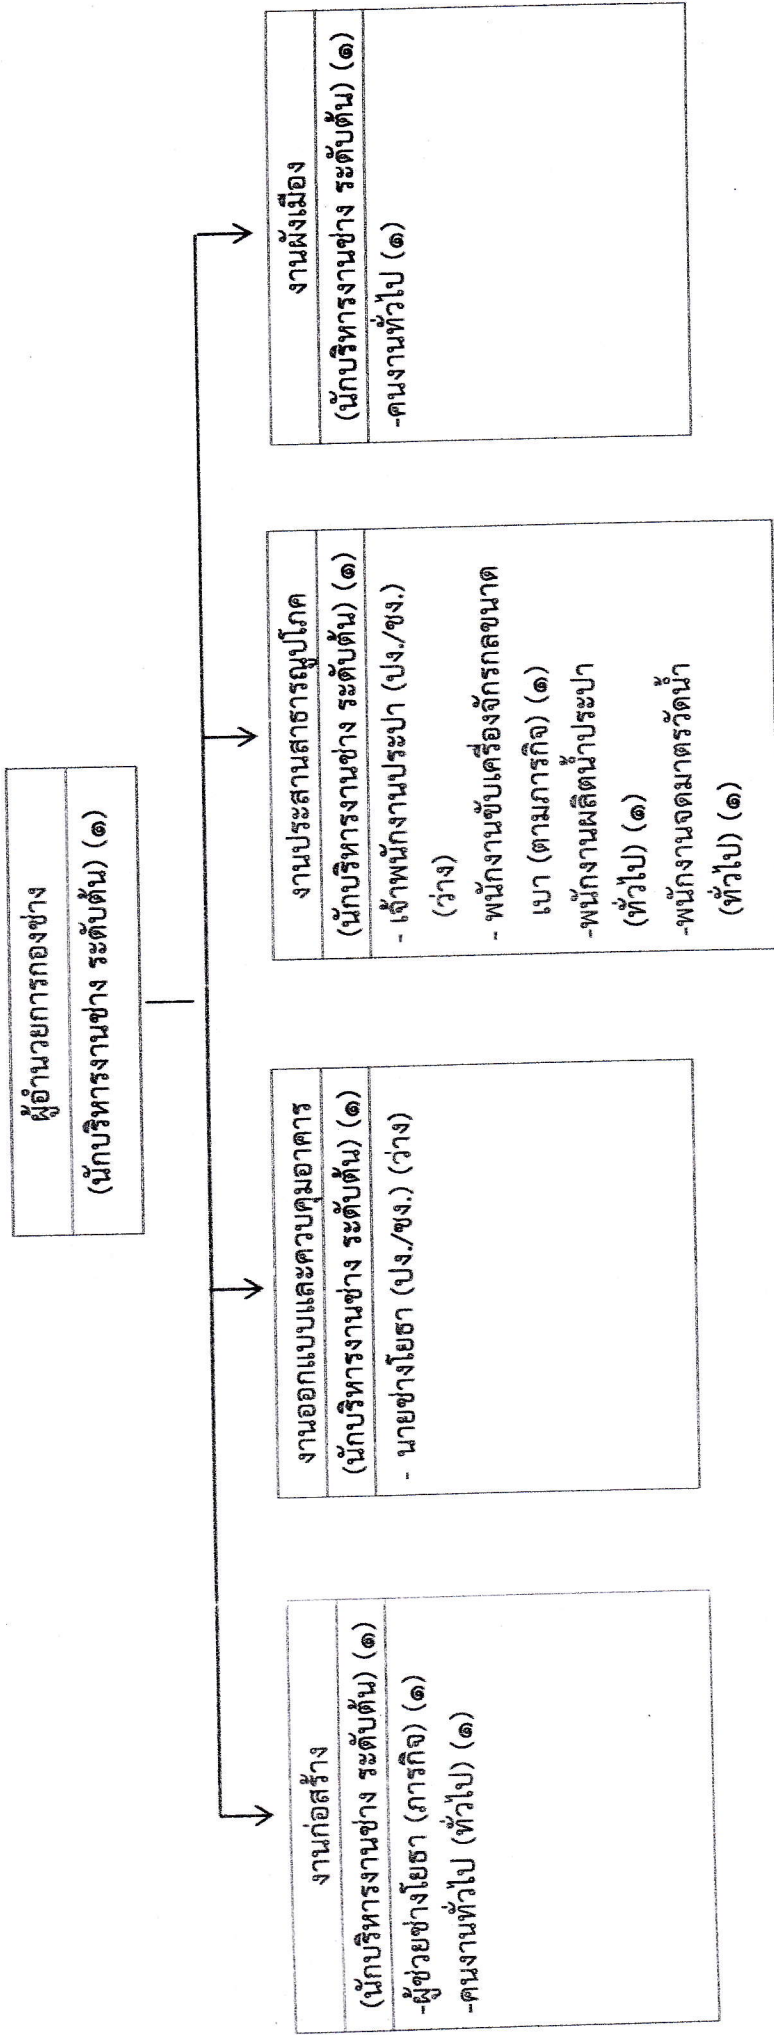 ผู้อำนวยการกองช่าง
(นักบริหารงานช่าง ระดับต้น) (๑)
งานก่อสร้าง
(นักบริหารงานช่าง ระดับต้น) (๑)
-ผู้ช่วยช่างโยธา (ภารกิจ) (๑)
-คนงานทั่วไป (ทั่วไป) (๑)
งานออกแบบและควบคุมอาคาร
(นักบริหารงานช่าง ระดับต้น) (๑)
- นายช่างโยธา (ปง./ชง.) (ว่าง)
งานประสานสาธารณูปโภค
(นักบริหารงานช่าง ระดับต้น) (๑)
- เจ้าพนักงานประปา (ปง./ชง.)
(ว่าง)
- พนักงานขับเครื่องจักรกลขนาด
เบา (ตามภารกิจ) (๑)
-พนักงานผลิตน้ำประปา
(ทั่วไป) (๑)
-พนักงานจดมาตรวัดน้ำ
(ทั่วไป) (๑)
งานผังเมือง
(นักบริหารงานช่าง ระดับต้น) (๑)
-คนงานทั่วไป (๑)